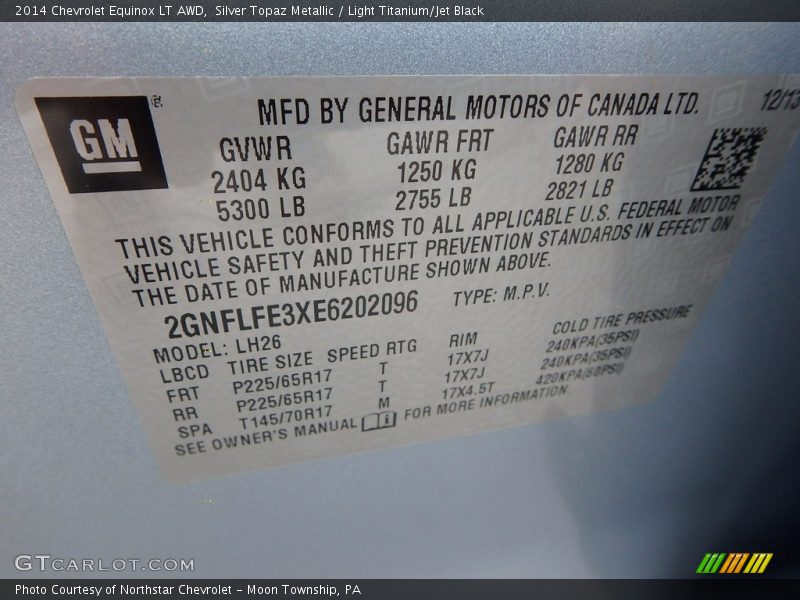 2014 Chevrolet Equinox LT AWD, Silver Topaz Metallic / Light Titanium/Jet Black
GM®
MFD BY GENERAL MOTORS OF CANADA LTD. 12/13
GVWR GAWR FRT GAWR RR
2404 KG 1250 KG 1280 KG
5300 LB 2755 LB 2821 LB
THIS VEHICLE CONFORMS TO ALL APPLICABLE U.S. FEDERAL MOTOR
VEHICLE SAFETY AND THEFT PREVENTION STANDARDS IN EFFECT ON
THE DATE OF MANUFACTURE SHOWN ABOVE.
2GNFLFE3XE6202096 TYPE: M.P.V.
MODEL: LH26
LBCD TIRE SIZE SPEED RTG RIM COLD TIRE PRESSURE
FRT P225/65R17 T 17X7J 240KPA(35PSI)
RR P225/65R17 T 17X7J 240KPA(35PSI)
SPA T145/70R17 M 17X4.5T 420KPA(60PSI)
SEE OWNER'S MANUAL FOR MORE INFORMATION.
GTCARLOT.COM
Photo Courtesy of Northstar Chevrolet - Moon Township, PA